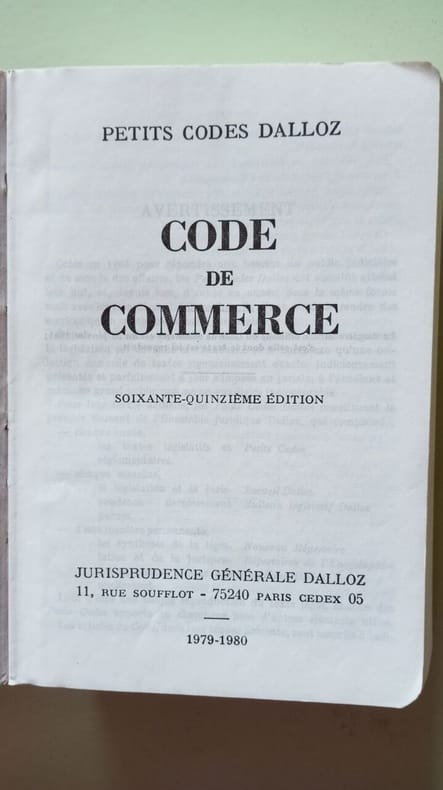 PETITS CODES DALLOZ
CODE
DE
COMMERCE
SOIXANTE-QUINZIÈME ÉDITION
JURISPRUDENCE GÉNÉRALE DALLOZ
11, RUE SOUFFLOT - 75240 PARIS CEDEX 05
1979-1980